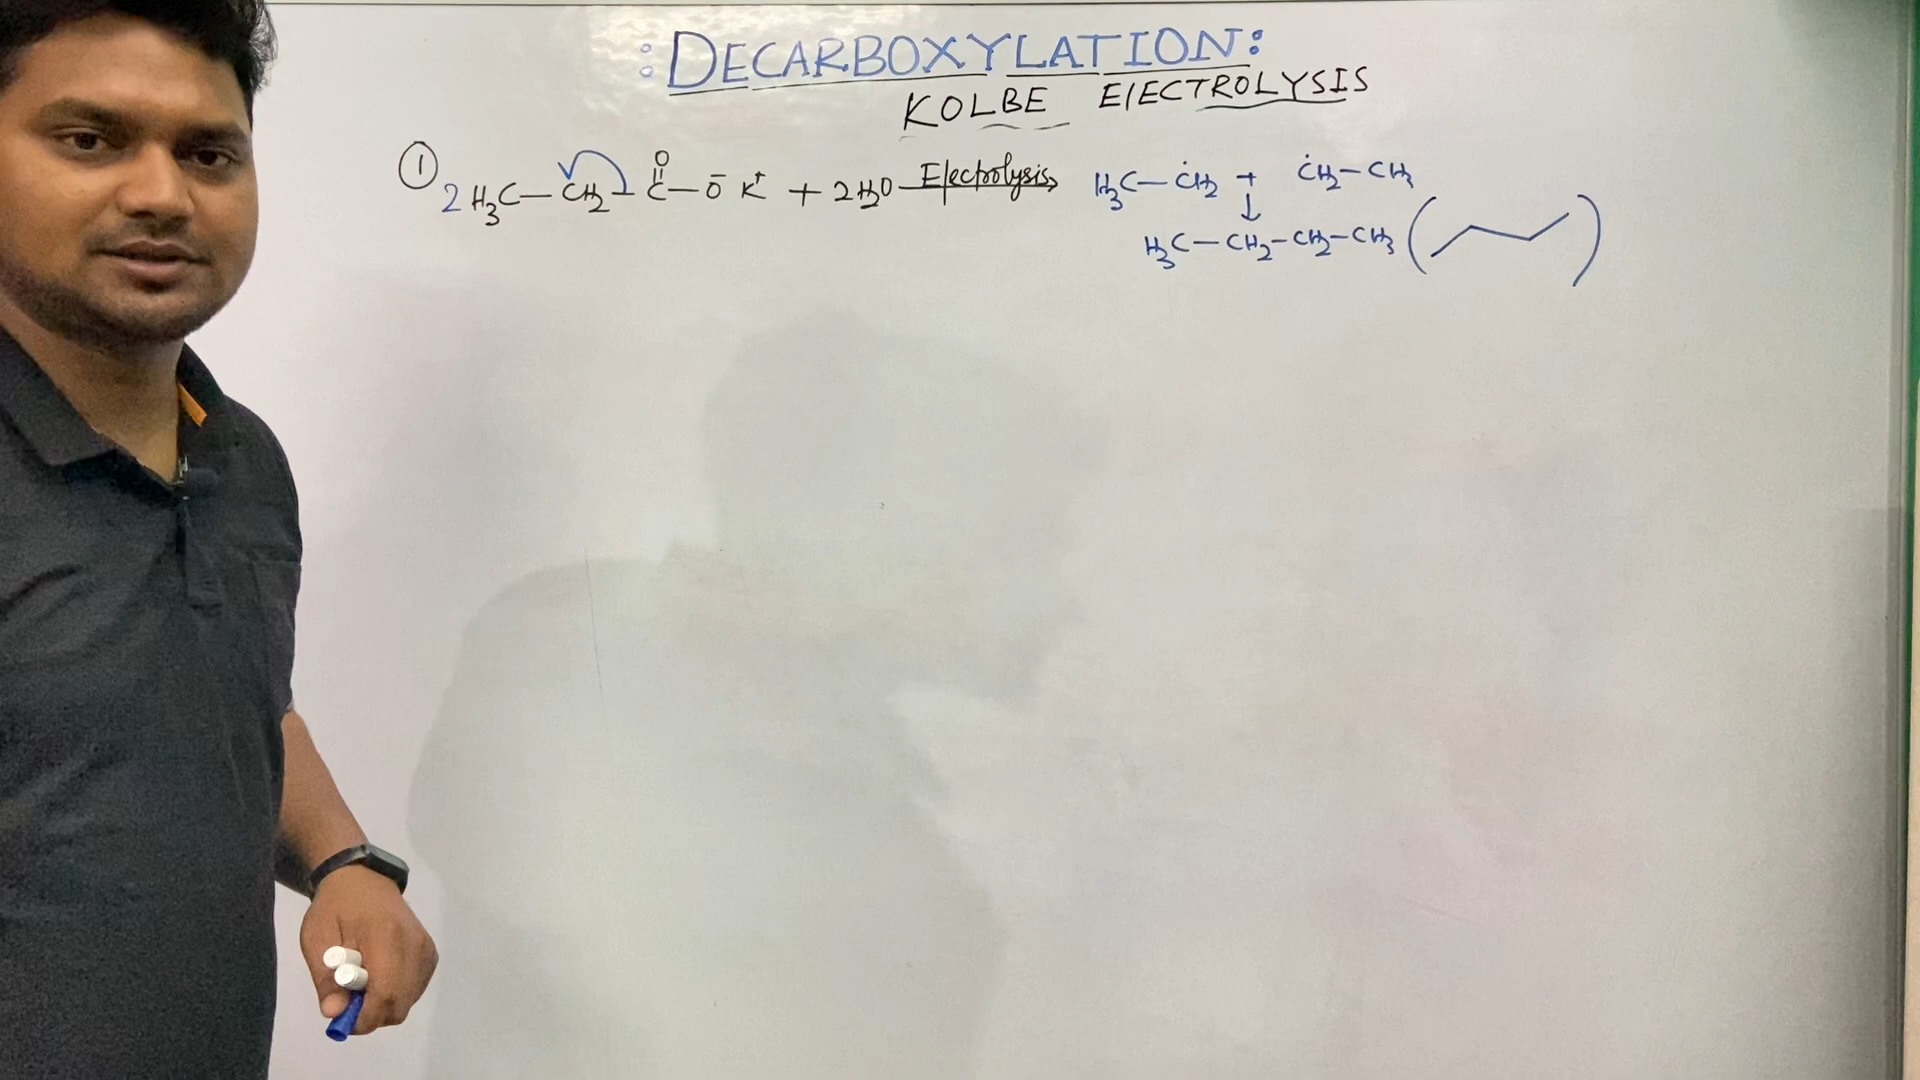 : DECARBOXYLATION :
KOLBE ElECTROLYSIS
① 2 H₃C — CH₂ — C(=O) — O⁻ K⁺ + 2H₂O —Electrolysis→ H₃C — ĊH₂ + ĊH₂ — CH₃
↓
H₃C — CH₂ — CH₂ — CH₃ ( )